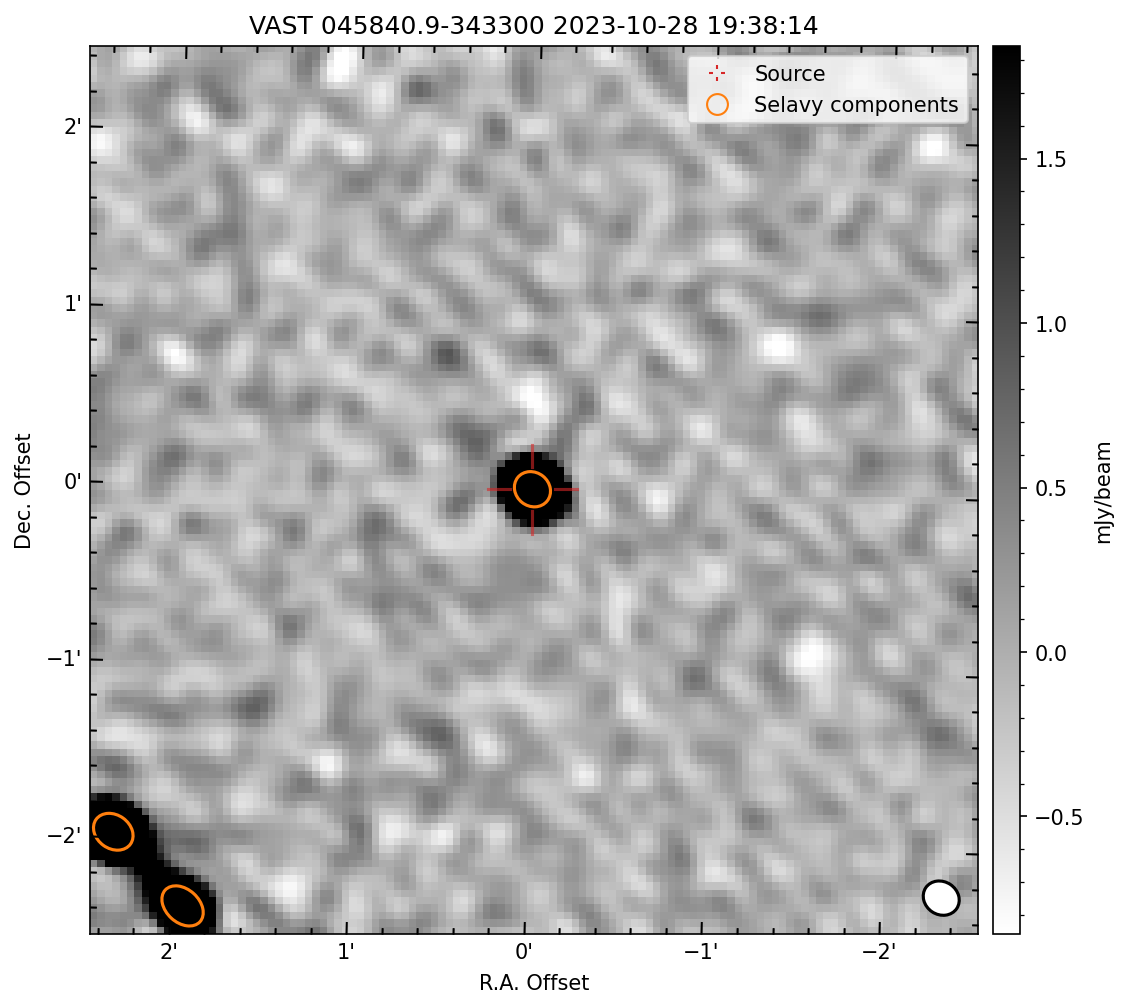 VAST 045840.9-343300 2023-10-28 19:38:14
Source
Selavy components
2'
1'
0'
−1'
−2'
Dec. Offset
2'
1'
0'
−1'
−2'
R.A. Offset
1.5
1.0
0.5
0.0
−0.5
mJy/beam